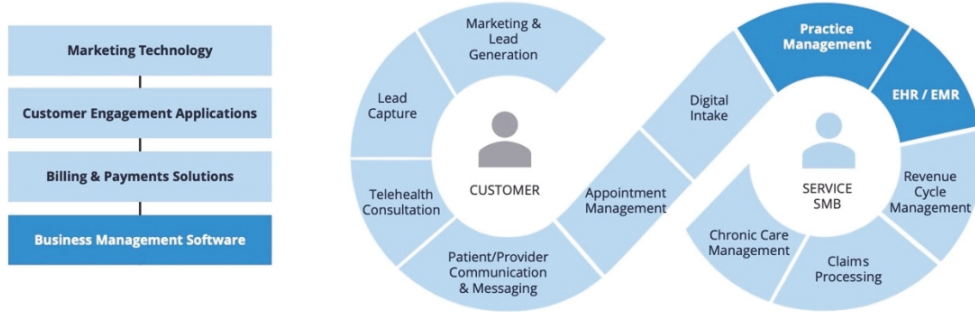 Marketing Technology
Customer Engagement Applications
Billing & Payments Solutions
Business Management Software
Marketing &
Lead
Generation
Lead
Capture
Telehealth
Consultation
Patient/Provider
Communication
& Messaging
CUSTOMER
Appointment
Management
Digital
Intake
Practice
Management
EHR / EMR
Revenue
Cycle
Management
Claims
Processing
Chronic Care
Management
SERVICE
SMB